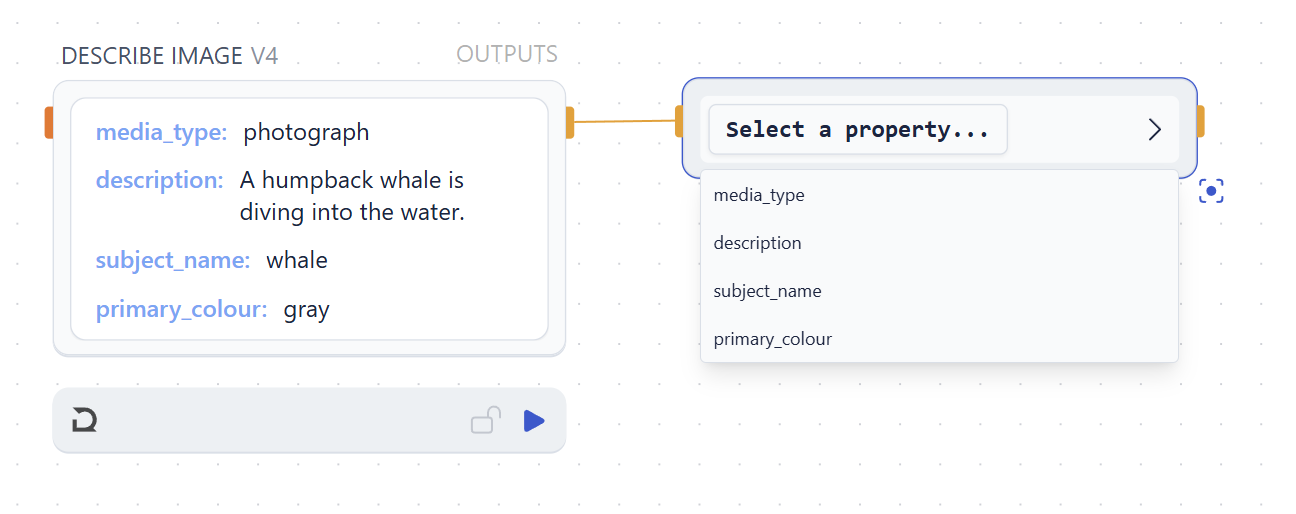 DESCRIBE IMAGE V4
OUTPUTS
media_type: photograph
description: A humpback whale is
diving into the water.
subject_name: whale
primary_colour: gray
Select a property...
media_type
description
subject_name
primary_colour